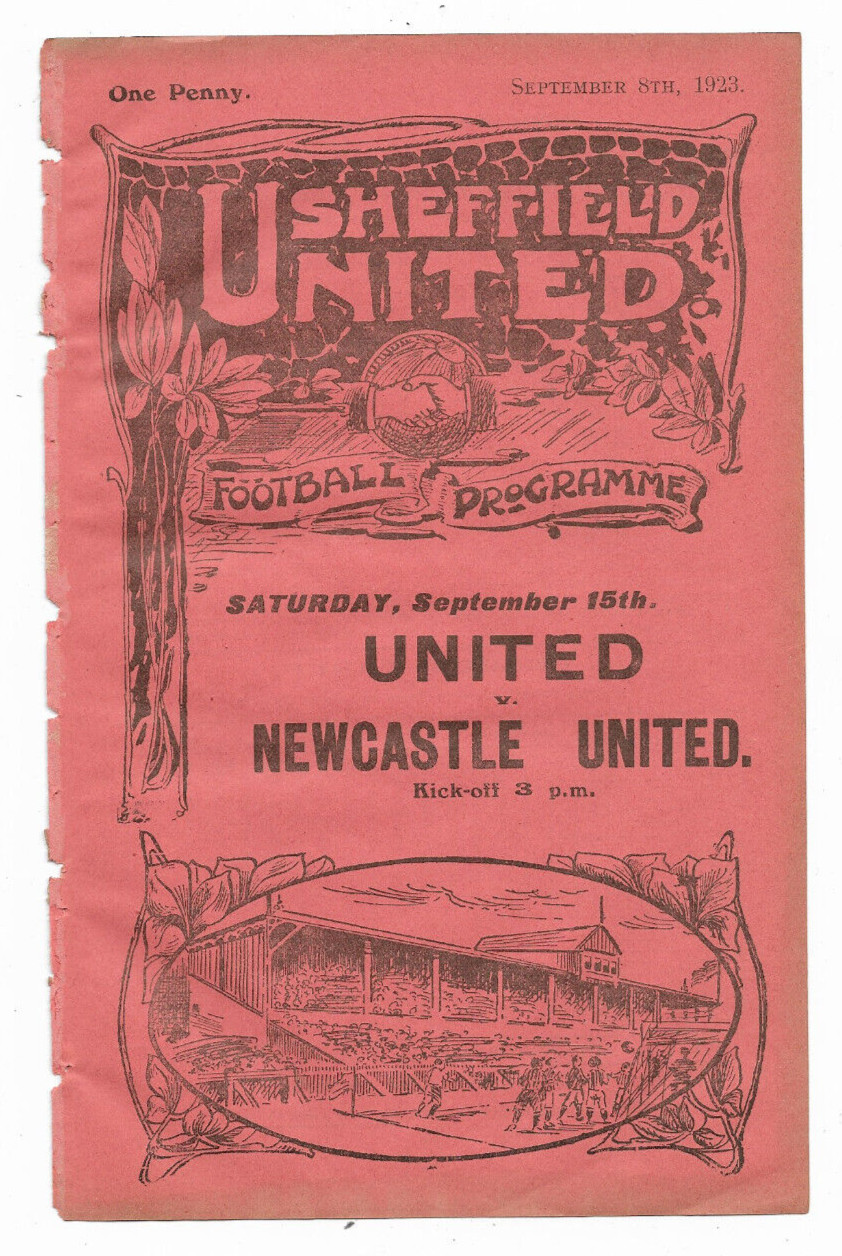 One Penny.
SEPTEMBER 8TH, 1923.
SHEFFIELD
UNITED
FOOTBALL PROGRAMME
SATURDAY, September 15th.
UNITED
v.
NEWCASTLE UNITED.
Kick-off 3 p.m.